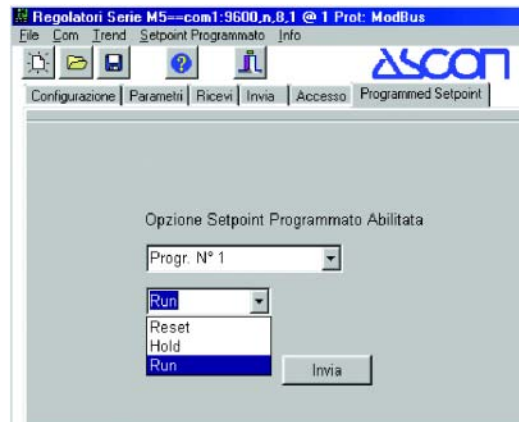 Regolatori Serie M5==com1:9600,n,8,1 @ 1 Prot: ModBus
File Com Trend Setpoint Programmato Info
ASCON
Configurazione Parametri Ricevi Invia Accesso Programmed Setpoint
Opzione Setpoint Programmato Abilitata
Progr. N° 1
Run
Reset
Hold
Run
Invia